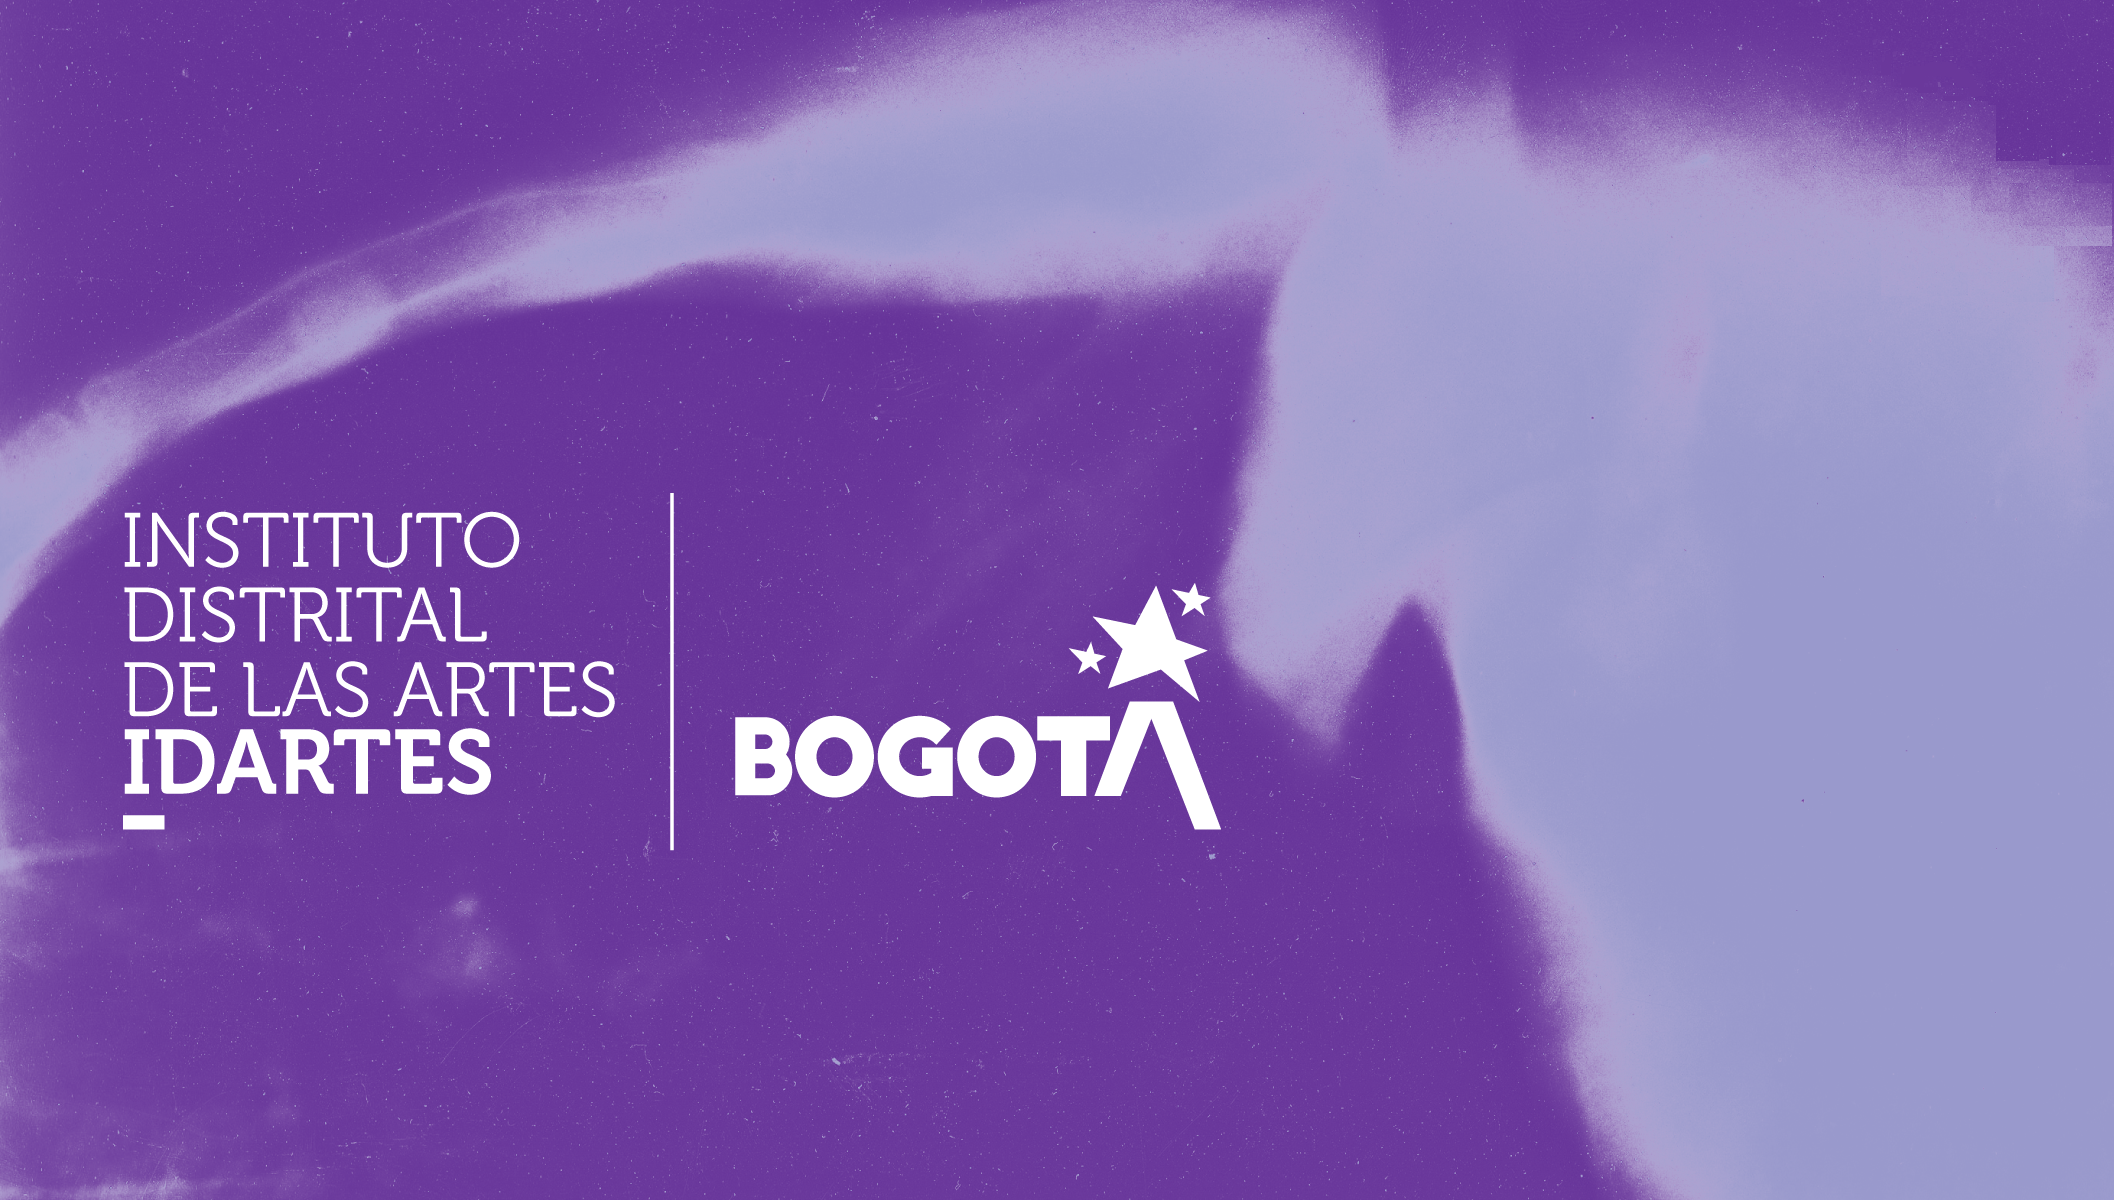 INSTITUTO
DISTRITAL
DE LAS ARTES
IDARTES
BOGOTÁ